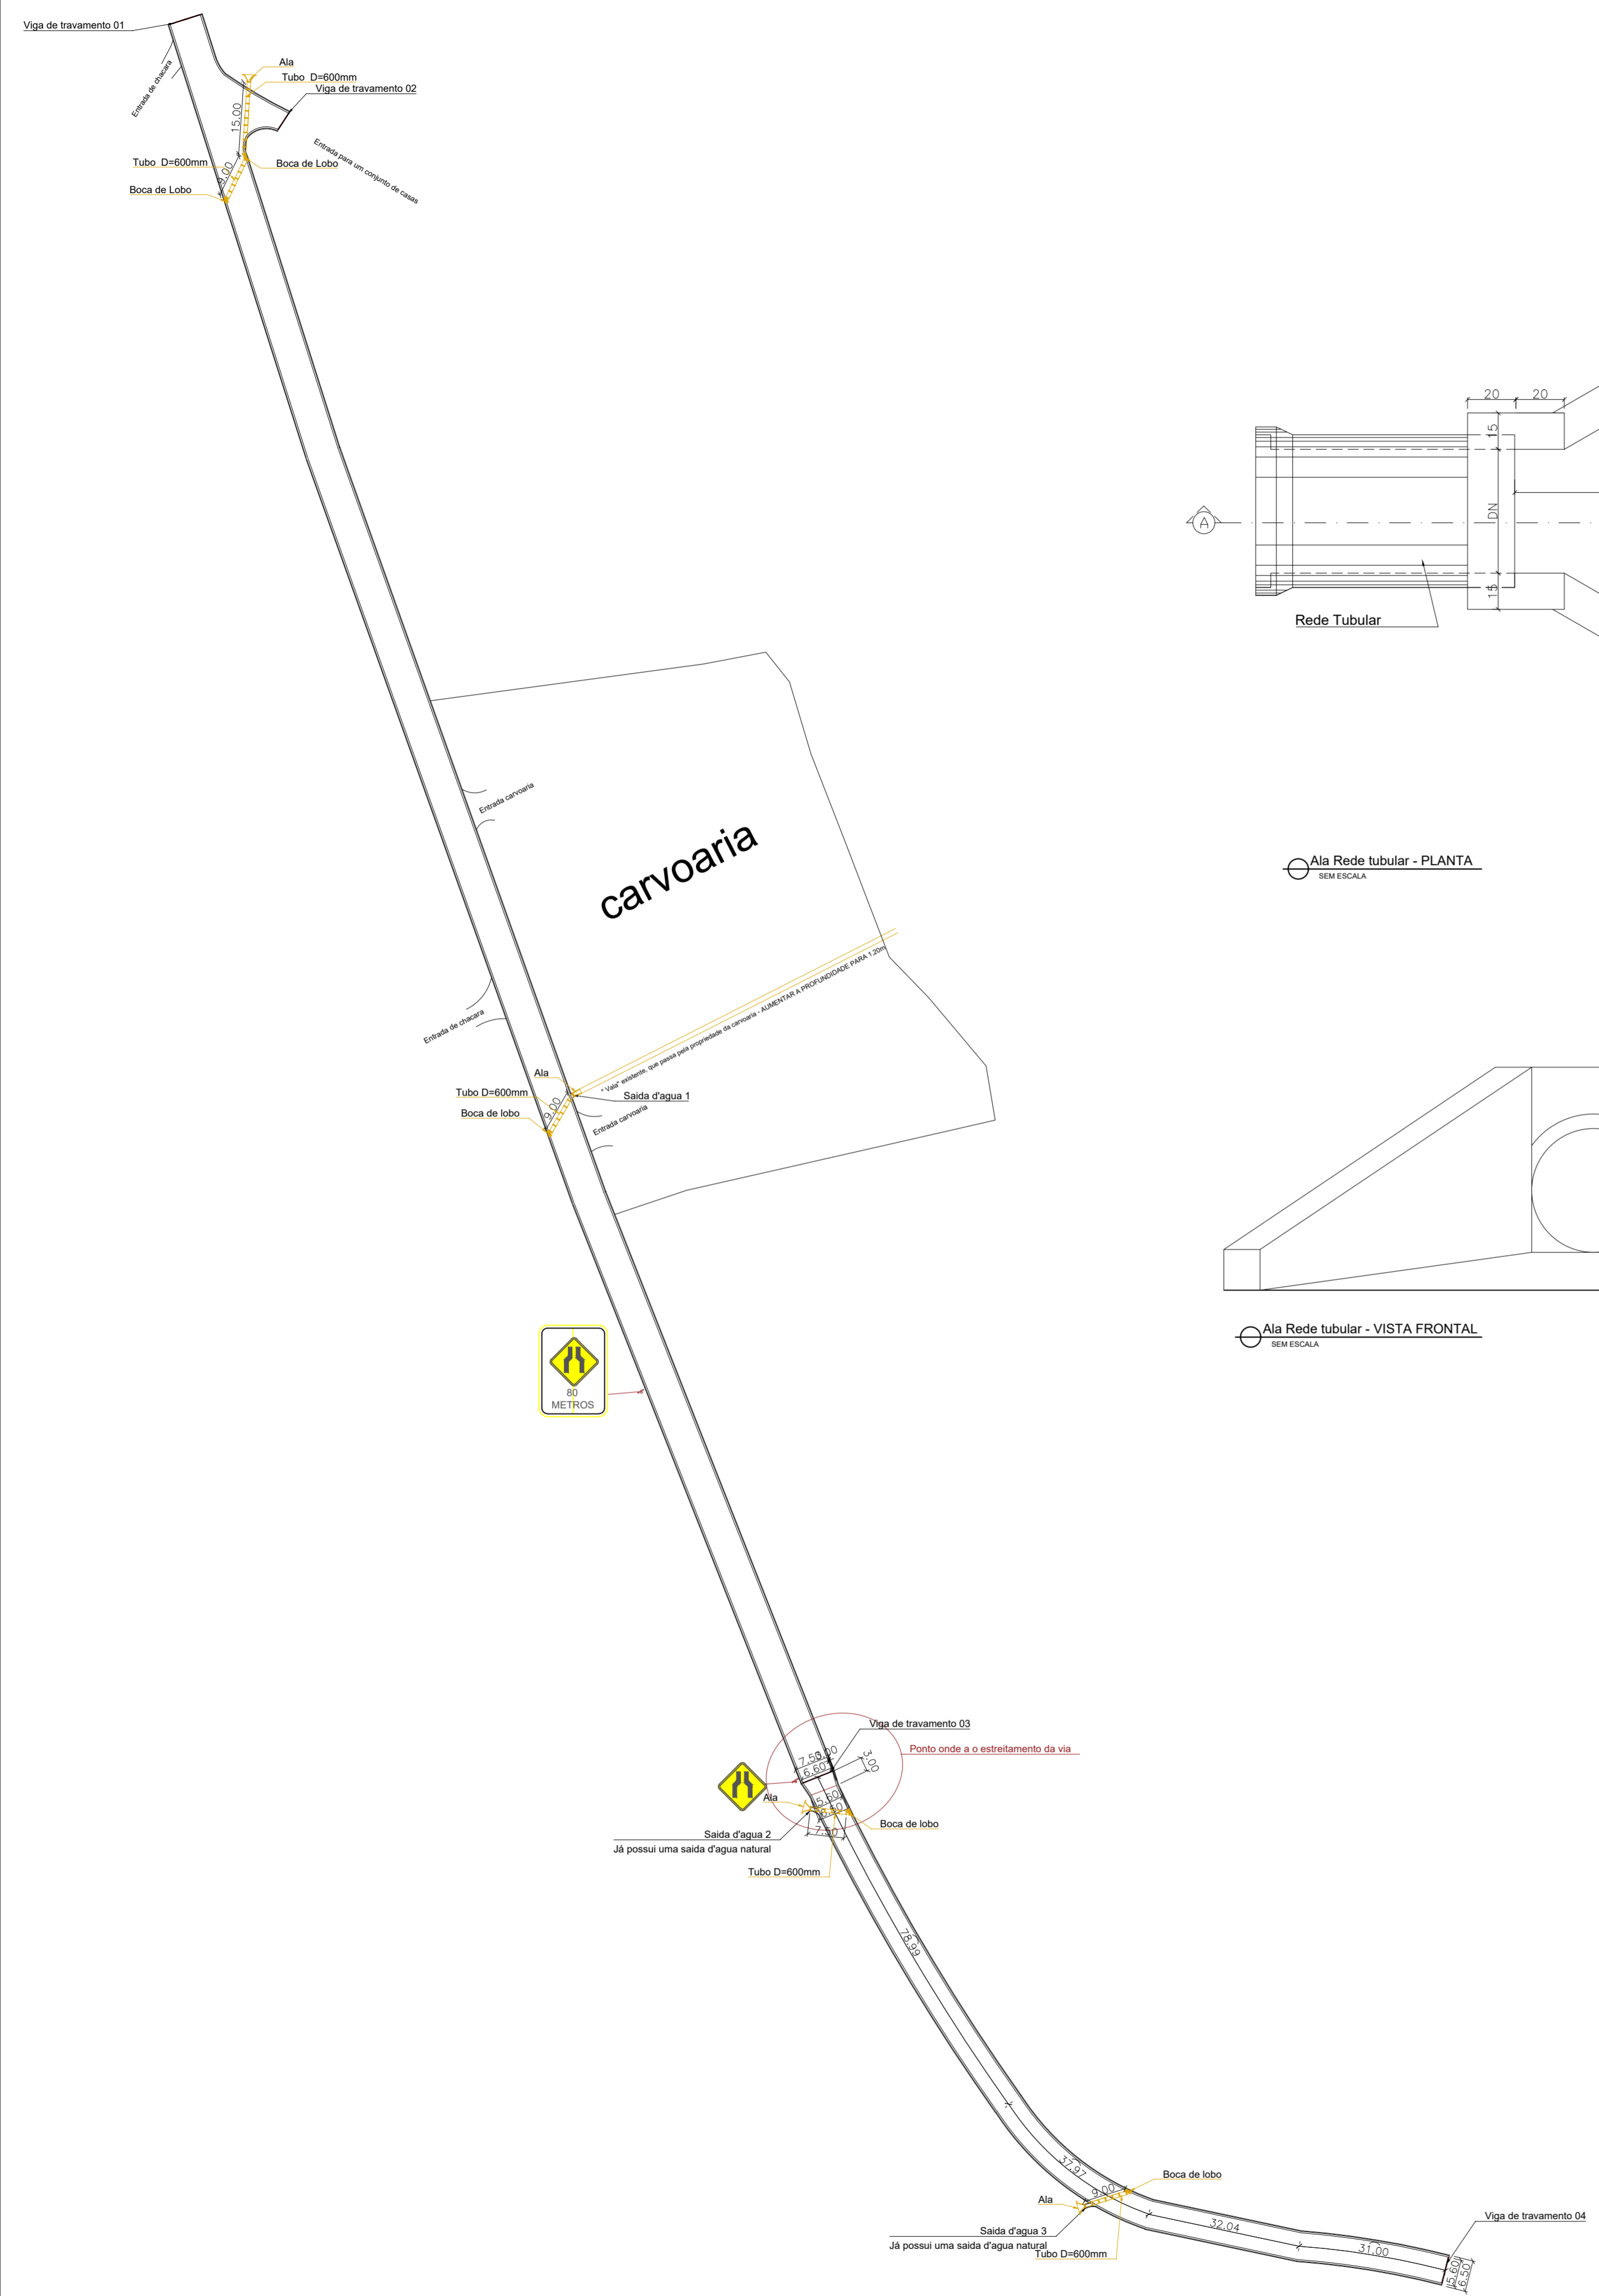 Viga de travamento 01
Entrada de chacara
Ala
Tubo D=600mm
Viga de travamento 02
15.00
Entrada para um conjunto de casas
Tubo D=600mm
9.00
Boca de Lobo
Boca de Lobo
20
20
15
DN
15
A
Rede Tubular
Entrada carvoaria
carvoaria
Ala Rede tubular - PLANTA
SEM ESCALA
" Vala" existente, que passa pela propriedade da carvoaria - AUMENTAR A PROFUNDIDADE PARA 1,20m
Entrada de chacara
Ala
Tubo D=600mm
9.00
Saida d'agua 1
Boca de lobo
Entrada carvoaria
Ala Rede tubular - VISTA FRONTAL
SEM ESCALA
80
METROS
Viga de travamento 03
Ponto onde a o estreitamento da via
7.50
6.60
3.00
Ala
5.60
6.50
7.50
Boca de lobo
Saida d'agua 2
Já possui uma saida d'agua natural
Tubo D=600mm
78.99
37.97
Boca de lobo
9.00
Ala
Saida d'agua 3
Já possui uma saida d'agua natural
Tubo D=600mm
32.04
31.00
Viga de travamento 04
5.60
6.50